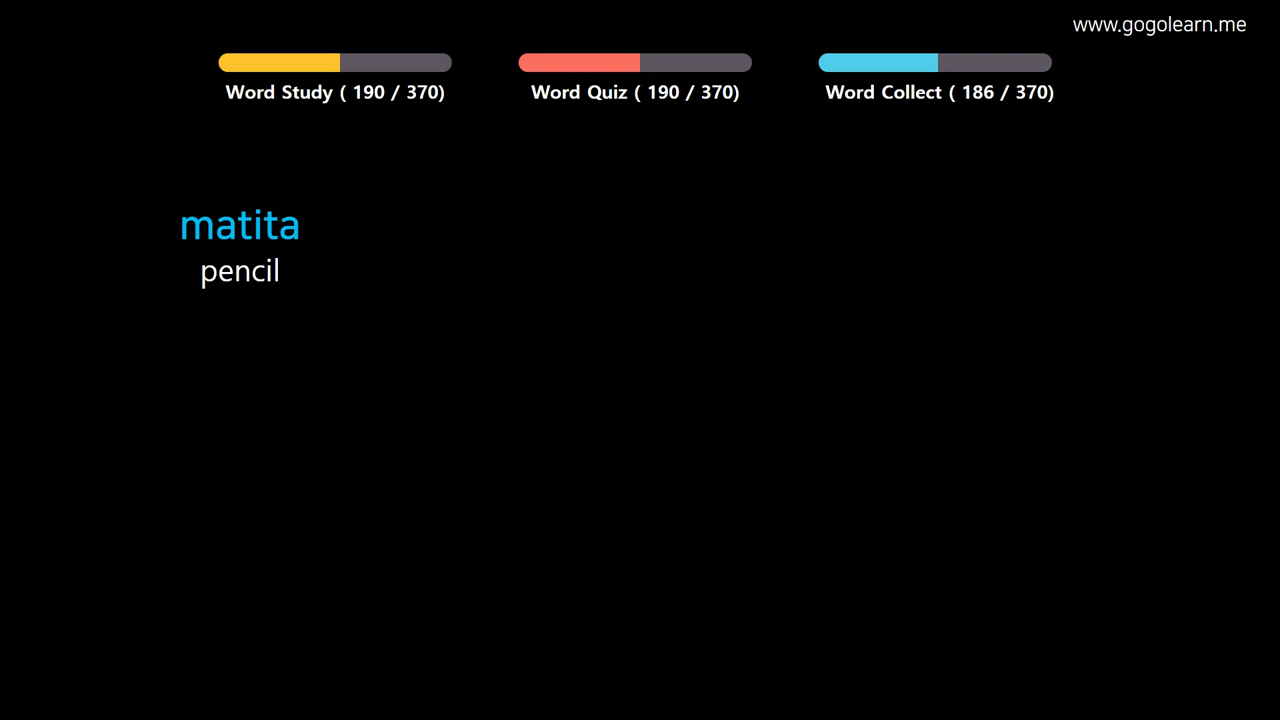 www.gogolearn.me
Word Study ( 190 / 370)
Word Quiz ( 190 / 370)
Word Collect ( 186 / 370)
matita
pencil